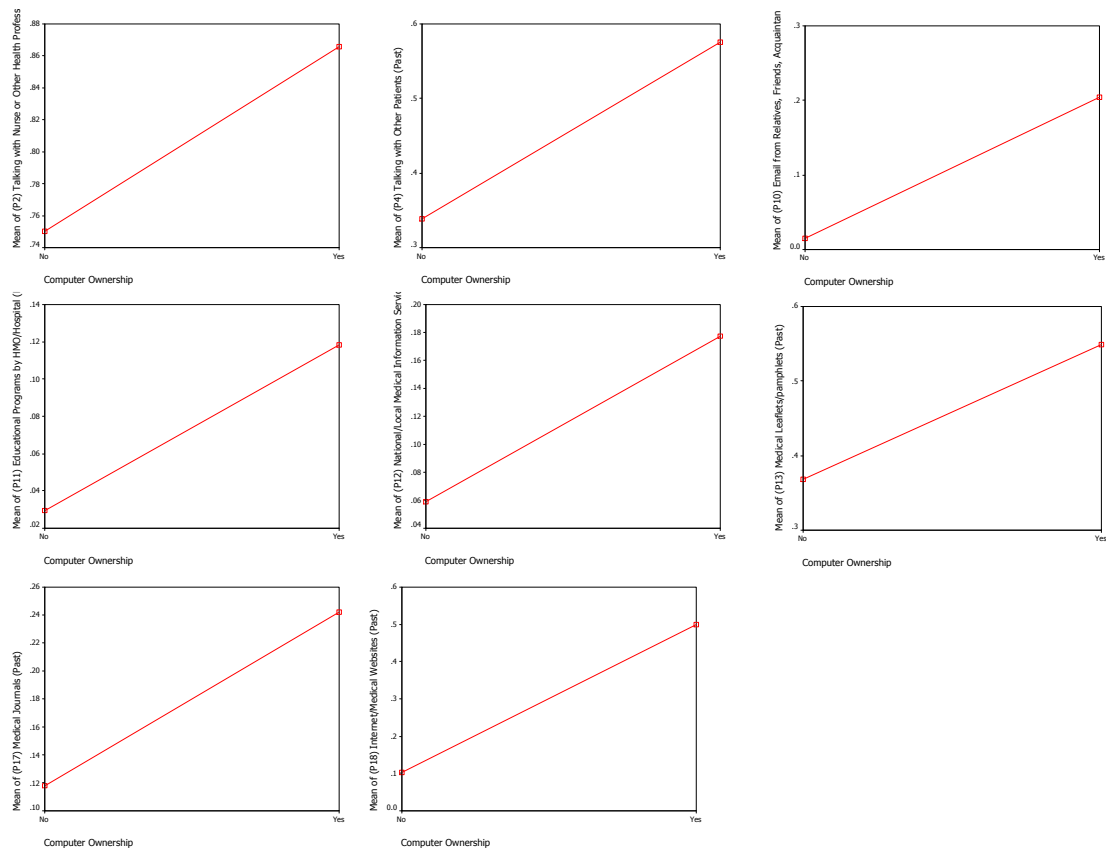 Mean of (P2) Talking with Nurse or Other Health Profess
.88
.86
.84
.82
.80
.78
.76
.74
No
Yes
Computer Ownership
Mean of (P4) Talking with Other Patients (Past)
.6
.5
.4
.3
No
Yes
Computer Ownership
Mean of (P10) Email from Relatives, Friends, Acquaintan
.3
.2
.1
0.0
No
Yes
Computer Ownership
Mean of (P11) Educational Programs by HMO/Hospital (
.14
.12
.10
.08
.06
.04
.02
No
Yes
Computer Ownership
Mean of (P12) National/Local Medical Information Servic
.20
.18
.16
.14
.12
.10
.08
.06
.04
No
Yes
Computer Ownership
Mean of (P13) Medical Leaflets/pamphlets (Past)
.6
.5
.4
.3
No
Yes
Computer Ownership
Mean of (P17) Medical Journals (Past)
.26
.24
.22
.20
.18
.16
.14
.12
.10
No
Yes
Computer Ownership
Mean of (P18) Internet/Medical Websites (Past)
.6
.5
.4
.3
.2
.1
0.0
No
Yes
Computer Ownership